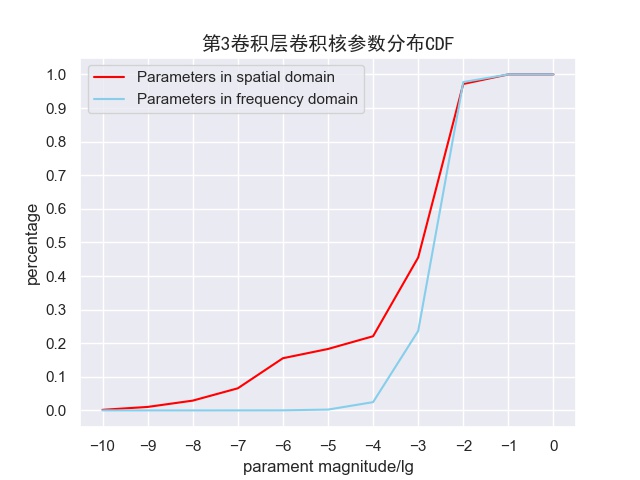 第3卷积层卷积核参数分布CDF
Parameters in spatial domain
Parameters in frequency domain
1.0
0.9
0.8
0.7
0.6
0.5
0.4
0.3
0.2
0.1
0.0
percentage
−10 −9 −8 −7 −6 −5 −4 −3 −2 −1 0
parament magnitude/lg